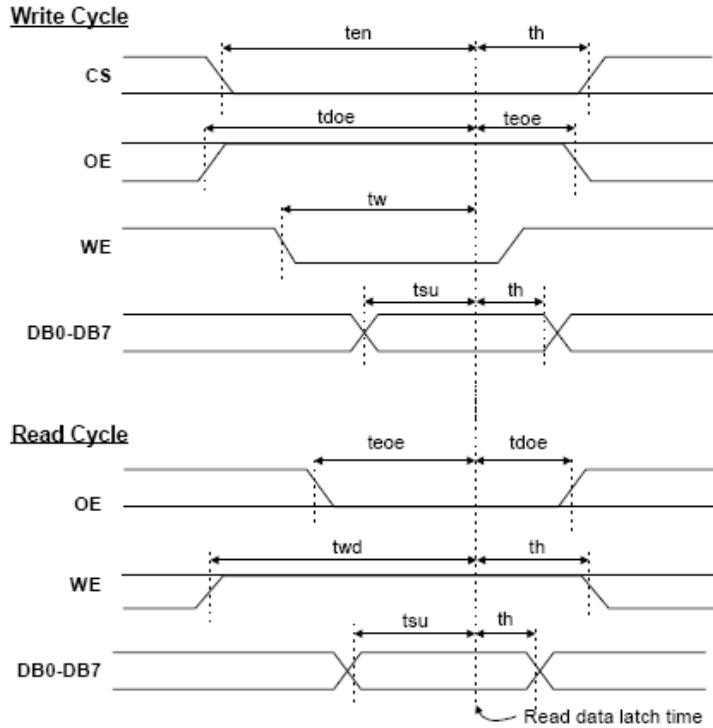 Write Cycle
ten
th
CS
tdoe
teoe
OE
tw
WE
tsu
th
DB0-DB7
Read Cycle
teoe
tdoe
OE
twd
th
WE
tsu
th
DB0-DB7
Read data latch time